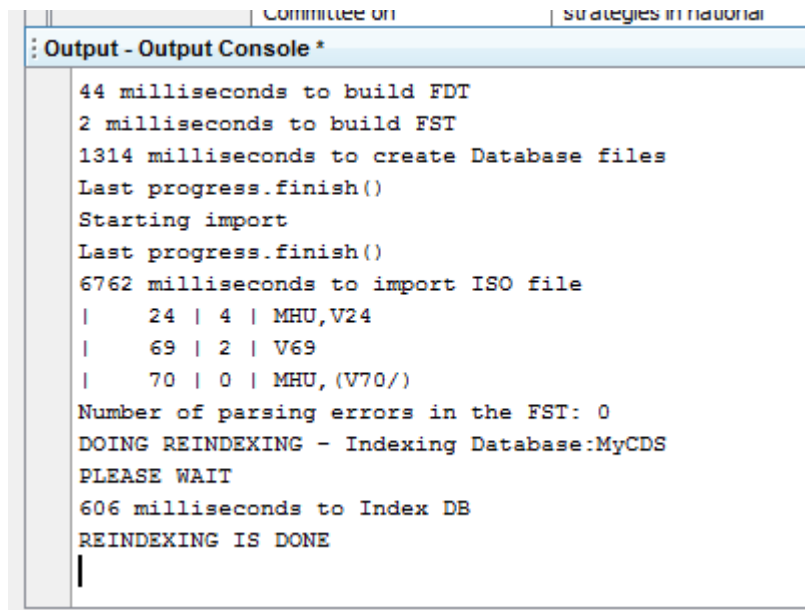 Committee on strategies in national
Output - Output Console *
44 milliseconds to build FDT
2 milliseconds to build FST
1314 milliseconds to create Database files
Last progress.finish()
Starting import
Last progress.finish()
6762 milliseconds to import ISO file
| 24 | 4 | MHU,V24
| 69 | 2 | V69
| 70 | 0 | MHU,(V70/)
Number of parsing errors in the FST: 0
DOING REINDEXING - Indexing Database:MyCDS
PLEASE WAIT
606 milliseconds to Index DB
REINDEXING IS DONE